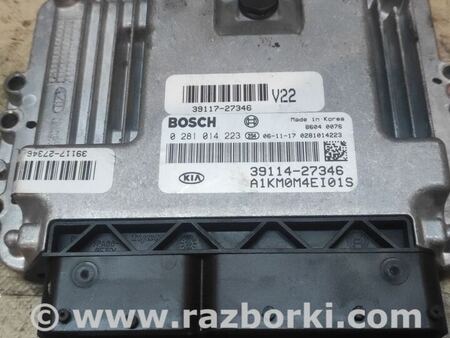 39117-27346 V22
BOSCH Made in Korea
8604 0076
0 281 014 223 06-11-17 0281014223
39114-27346
KIA A1KM0M4EI01S
39117-27346
www.razborki.com